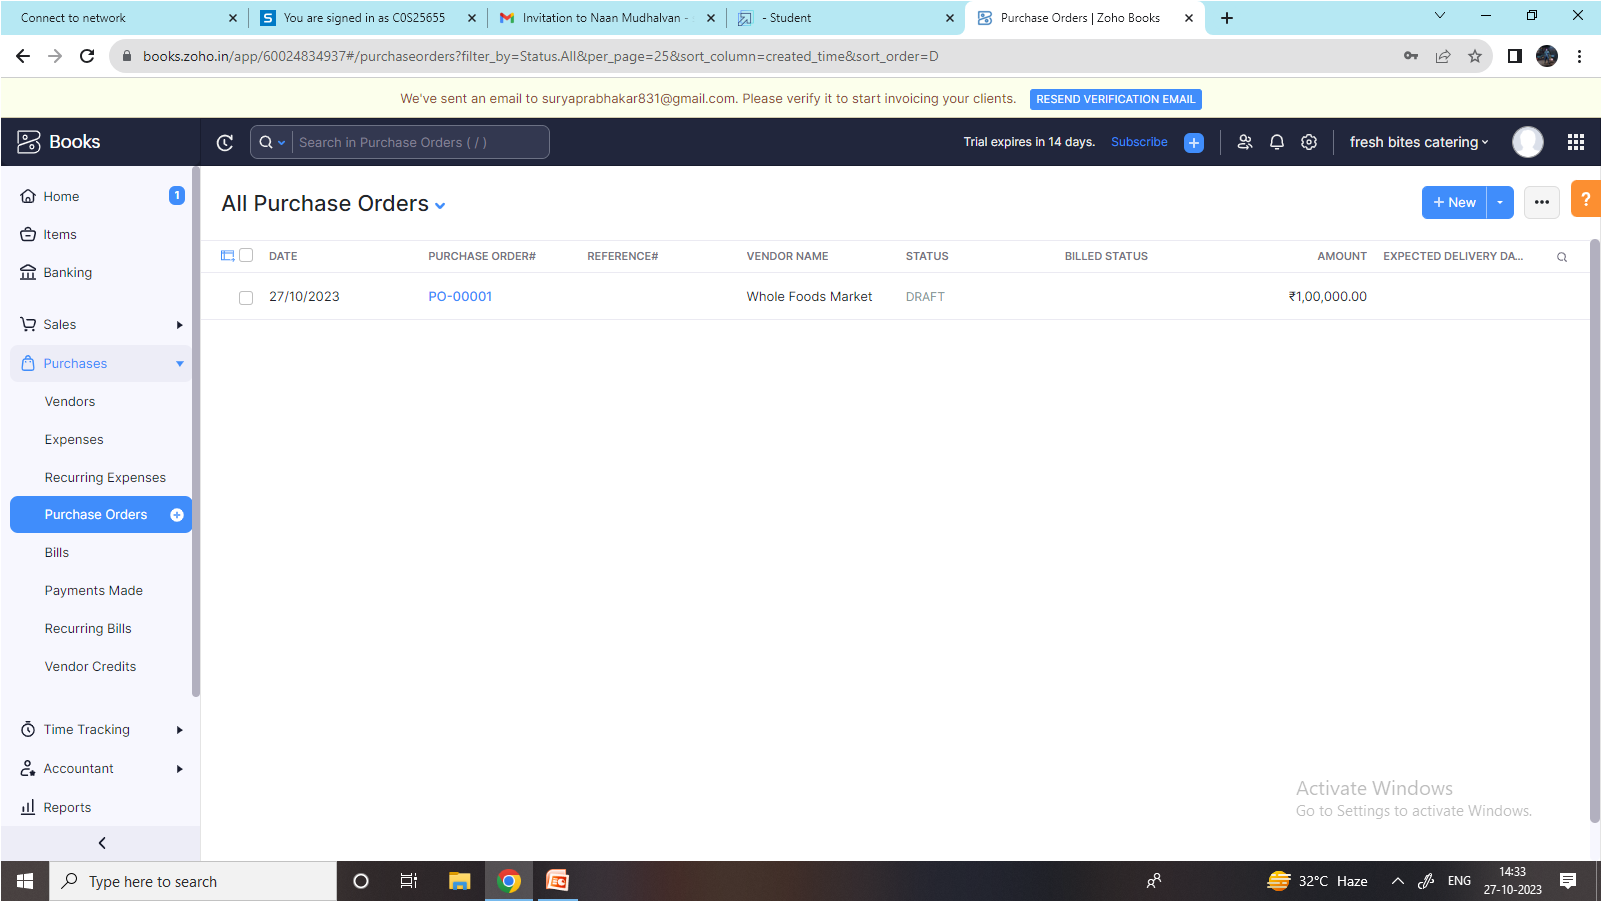 Connect to network
S You are signed in as C0S25655
Invitation to Naan Mudhalvan -
- Student
Purchase Orders | Zoho Books
books.zoho.in/app/60024834937#/purchaseorders?filter_by=Status.All&per_page=25&sort_column=created_time&sort_order=D
We've sent an email to suryaprabhakar831@gmail.com. Please verify it to start invoicing your clients. RESEND VERIFICATION EMAIL
Books
Search in Purchase Orders ( / )
Trial expires in 14 days. Subscribe
fresh bites catering
Home 1
Items
Banking
Sales
Purchases
Vendors
Expenses
Recurring Expenses
Purchase Orders
Bills
Payments Made
Recurring Bills
Vendor Credits
Time Tracking
Accountant
Reports
All Purchase Orders
+ New
?
DATE PURCHASE ORDER# REFERENCE# VENDOR NAME STATUS BILLED STATUS AMOUNT EXPECTED DELIVERY DA...
27/10/2023 PO-00001 Whole Foods Market DRAFT ₹1,00,000.00
Activate Windows
Go to Settings to activate Windows.
Type here to search
32°C Haze
ENG
14:33
27-10-2023